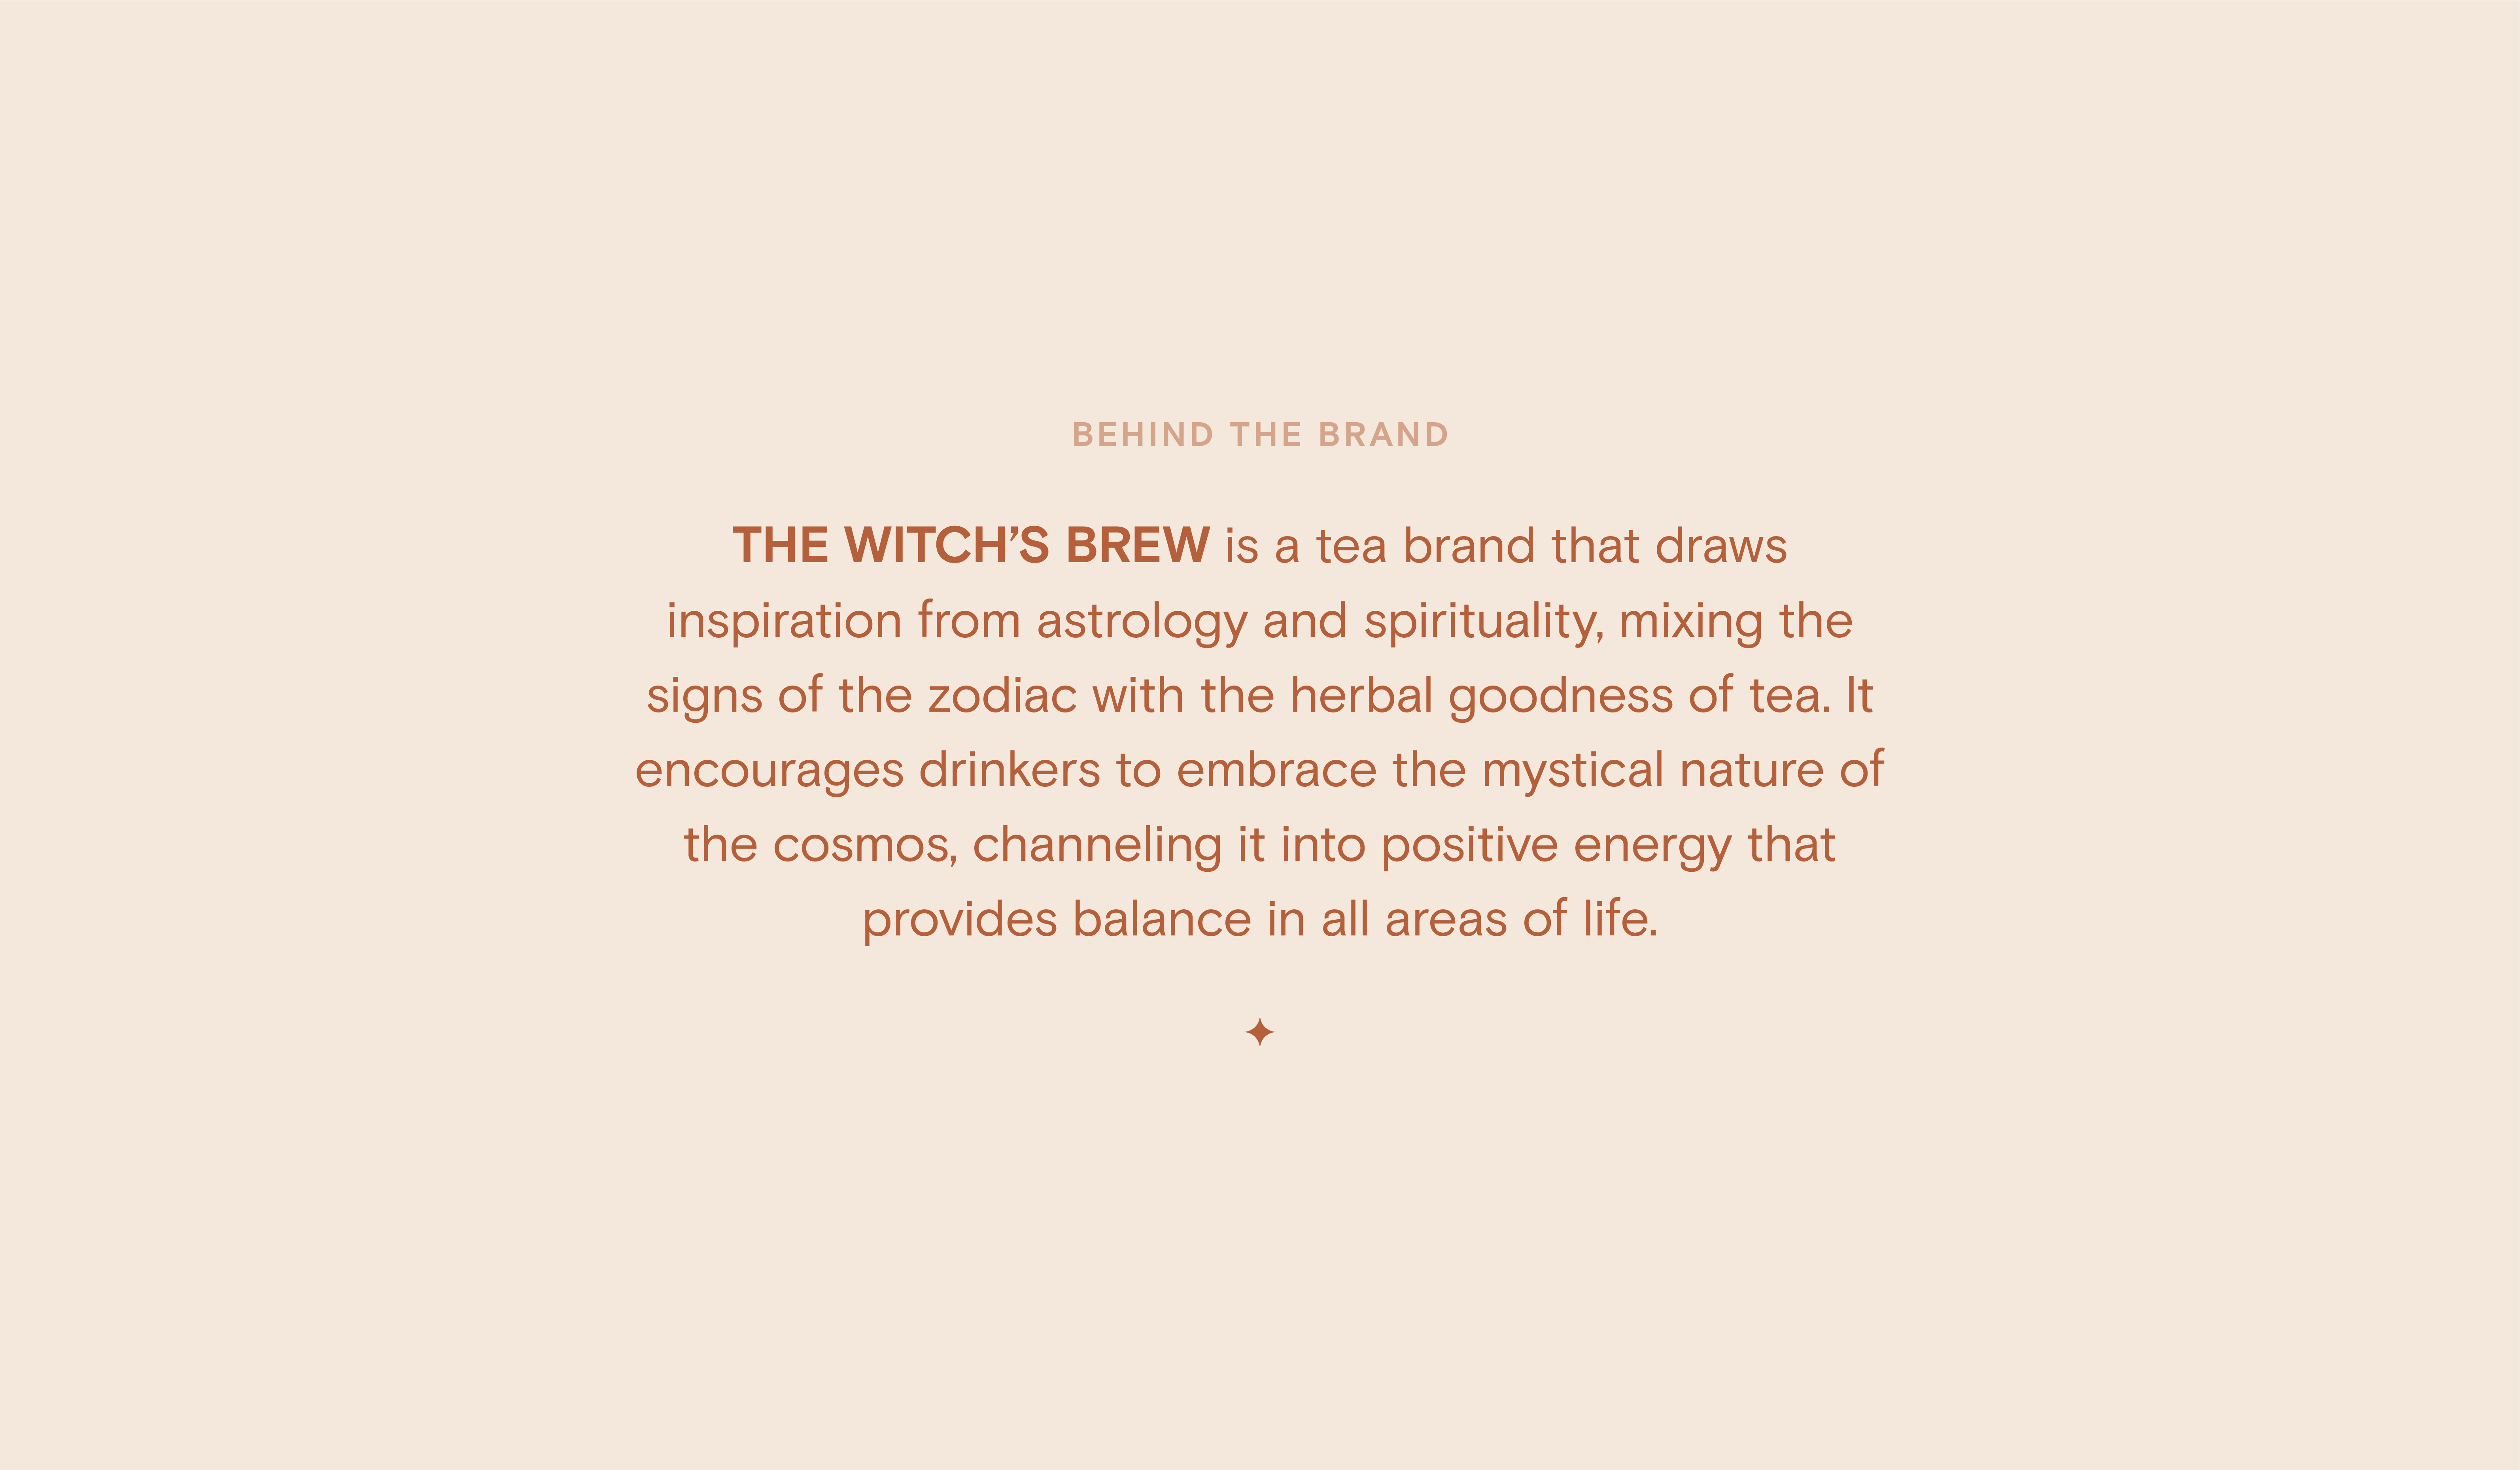 BEHIND THE BRAND
THE WITCH’S BREW is a tea brand that draws
inspiration from astrology and spirituality, mixing the
signs of the zodiac with the herbal goodness of tea. It
encourages drinkers to embrace the mystical nature of
the cosmos, channeling it into positive energy that
provides balance in all areas of life.